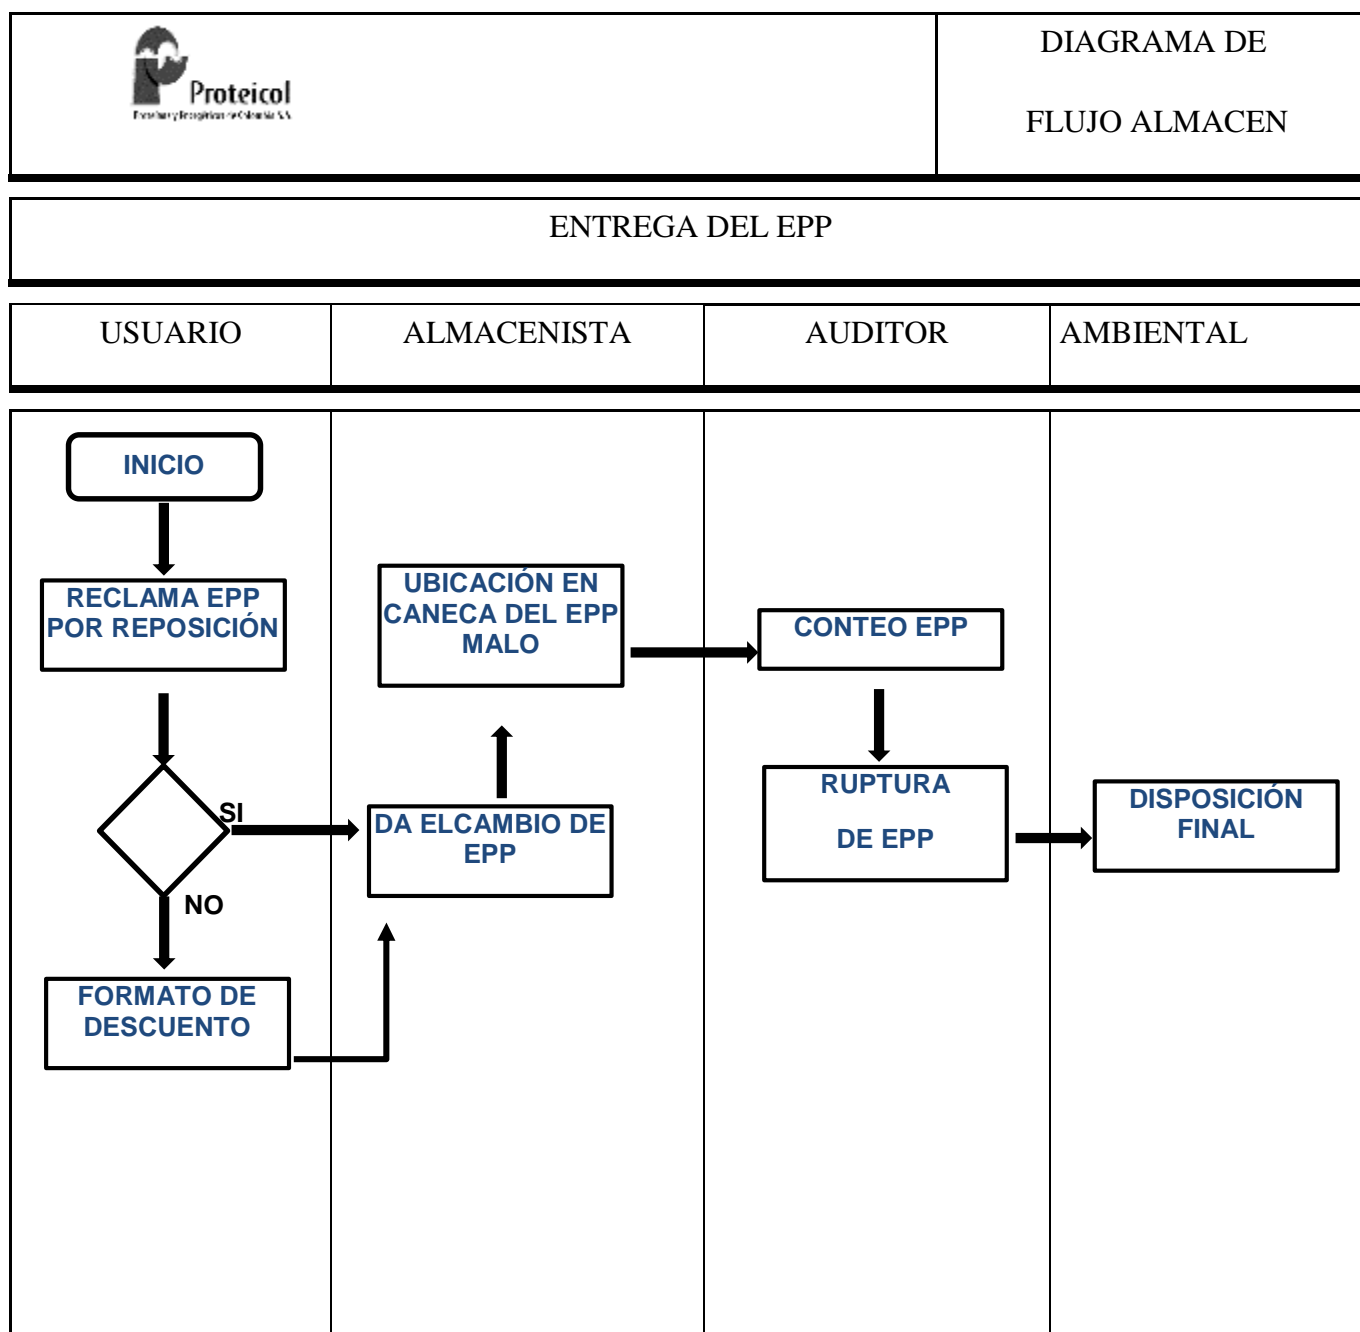 Proteicol
DIAGRAMA DE
FLUJO ALMACEN
ENTREGA DEL EPP
USUARIO
ALMACENISTA
AUDITOR
AMBIENTAL
INICIO
RECLAMA EPP
POR REPOSICIÓN
SI
NO
FORMATO DE
DESCUENTO
UBICACIÓN EN
CANECA DEL EPP
MALO
DA ELCAMBIO DE
EPP
CONTEO EPP
RUPTURA
DE EPP
DISPOSICIÓN
FINAL